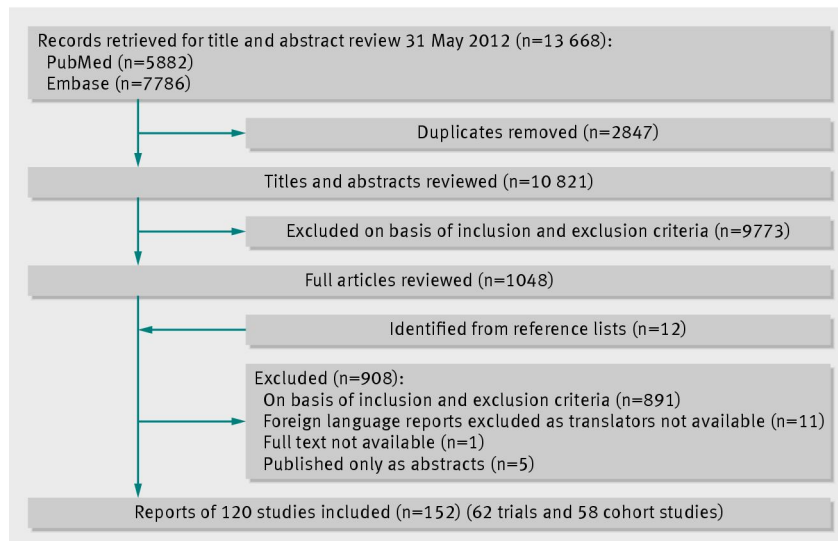 Records retrieved for title and abstract review 31 May 2012 (n=13 668):
PubMed (n=5882)
Embase (n=7786)
Duplicates removed (n=2847)
Titles and abstracts reviewed (n=10 821)
Excluded on basis of inclusion and exclusion criteria (n=9773)
Full articles reviewed (n=1048)
Identified from reference lists (n=12)
Excluded (n=908):
On basis of inclusion and exclusion criteria (n=891)
Foreign language reports excluded as translators not available (n=11)
Full text not available (n=1)
Published only as abstracts (n=5)
Reports of 120 studies included (n=152) (62 trials and 58 cohort studies)